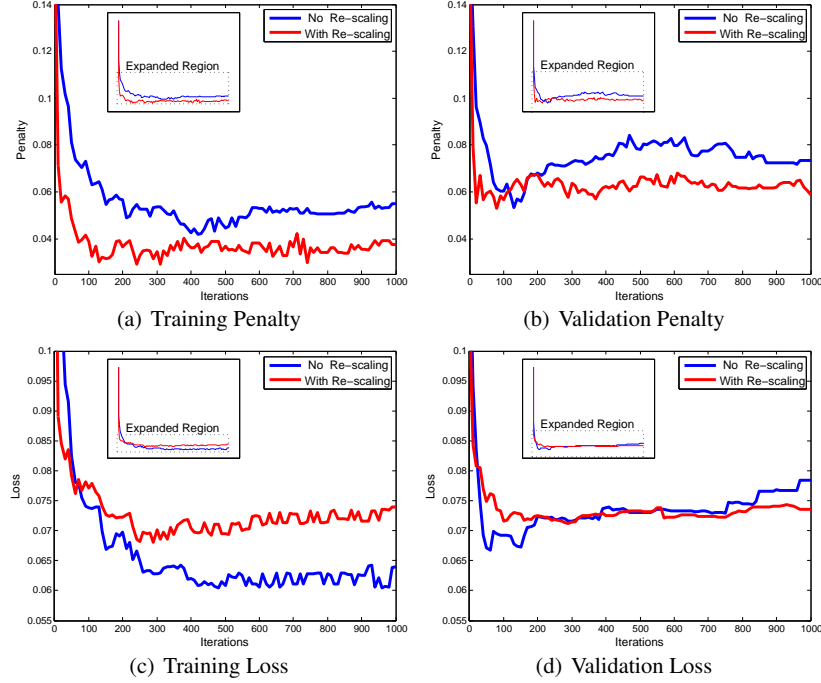 0.14
0.12
0.1
0.08
0.06
0.04
Penalty
0 100 200 300 400 500 600 700 800 900 1000
Iterations
No Re−scaling
With Re−scaling
Expanded Region
(a) Training Penalty
0.14
0.12
0.1
0.08
0.06
0.04
Penalty
0 100 200 300 400 500 600 700 800 900 1000
Iterations
No Re−scaling
With Re−scaling
Expanded Region
(b) Validation Penalty
0.1
0.095
0.09
0.085
0.08
0.075
0.07
0.065
0.06
0.055
Loss
0 100 200 300 400 500 600 700 800 900 1000
Iterations
No Re−scaling
With Re−scaling
Expanded Region
(c) Training Loss
0.1
0.095
0.09
0.085
0.08
0.075
0.07
0.065
0.06
0.055
Loss
0 100 200 300 400 500 600 700 800 900 1000
Iterations
No Re−scaling
With Re−scaling
Expanded Region
(d) Validation Loss